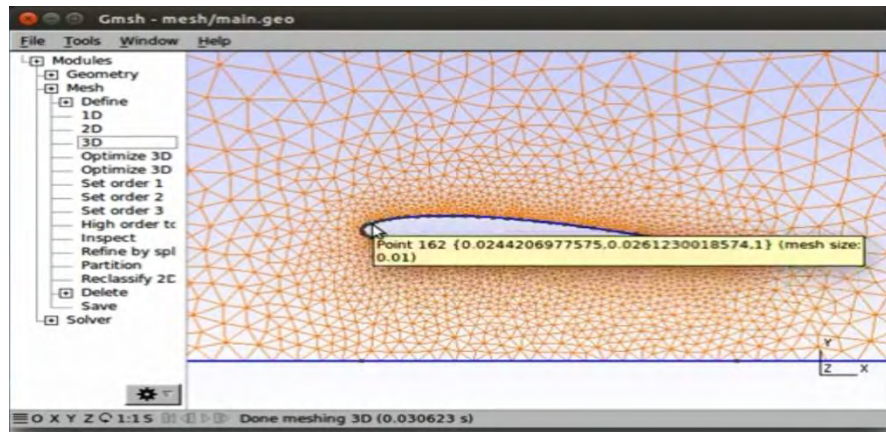 Gmsh - mesh/main.geo
File Tools Window Help
Modules
Geometry
Mesh
Define
1D
2D
3D
Optimize 3D
Optimize 3D
Set order 1
Set order 2
Set order 3
High order to
Inspect
Refine by spl
Partition
Reclassify 2D
Delete
Save
Solver
Point 162 {0.0244206977575,0.0261230018574,1} (mesh size:
0.01)
Y
Z X
O X Y Z 1:1 S Done meshing 3D (0.030623 s)